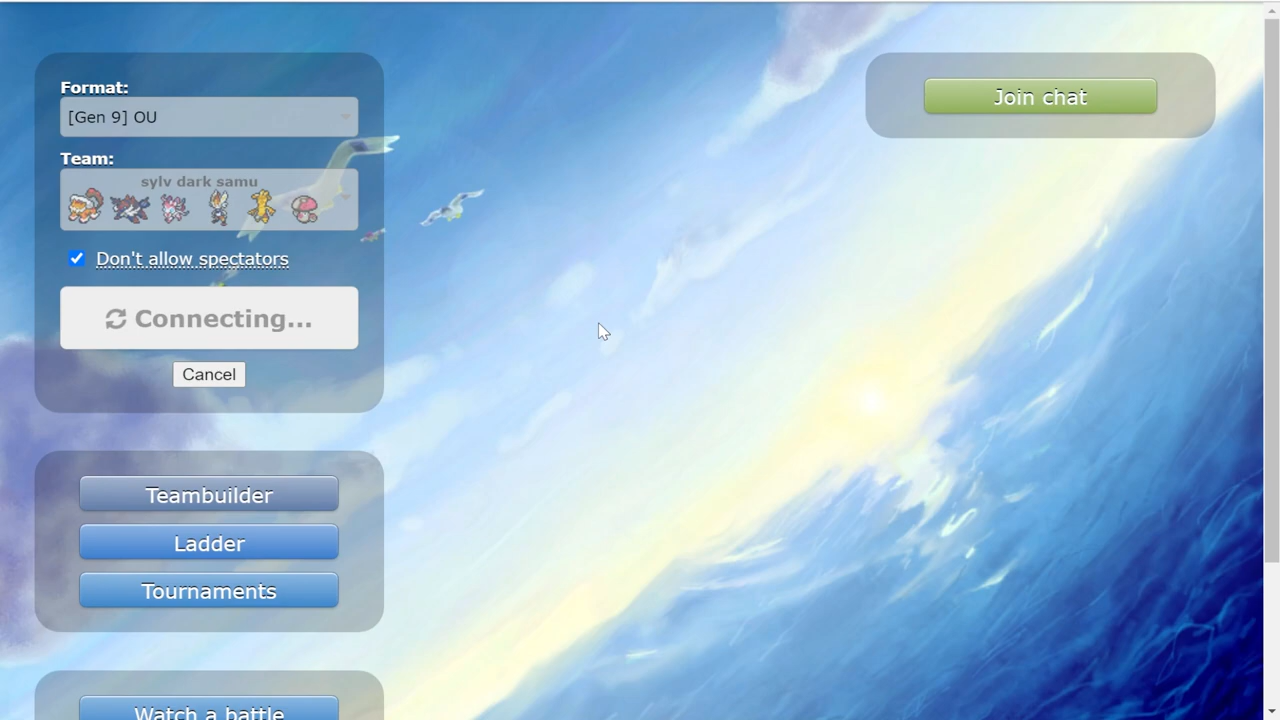 Format:
[Gen 9] OU
Team:
sylv dark samu
Don't allow spectators
Connecting...
Cancel
Teambuilder
Ladder
Tournaments
Watch a battle
Join chat